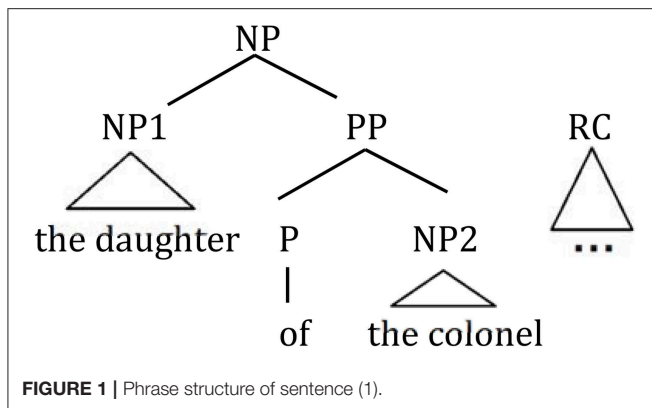 NP
NP1 PP RC
the daughter P NP2 ...
of the colonel
FIGURE 1 | Phrase structure of sentence (1).